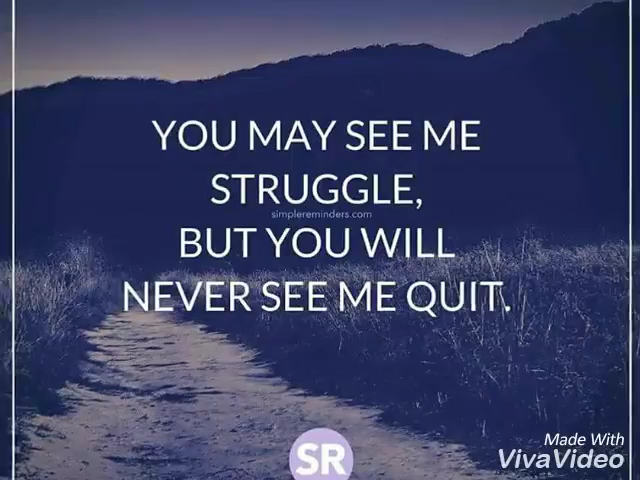 YOU MAY SEE ME
STRUGGLE,
simplereminders.com
BUT YOU WILL
NEVER SEE ME QUIT.
SR
Made With
VivaVideo